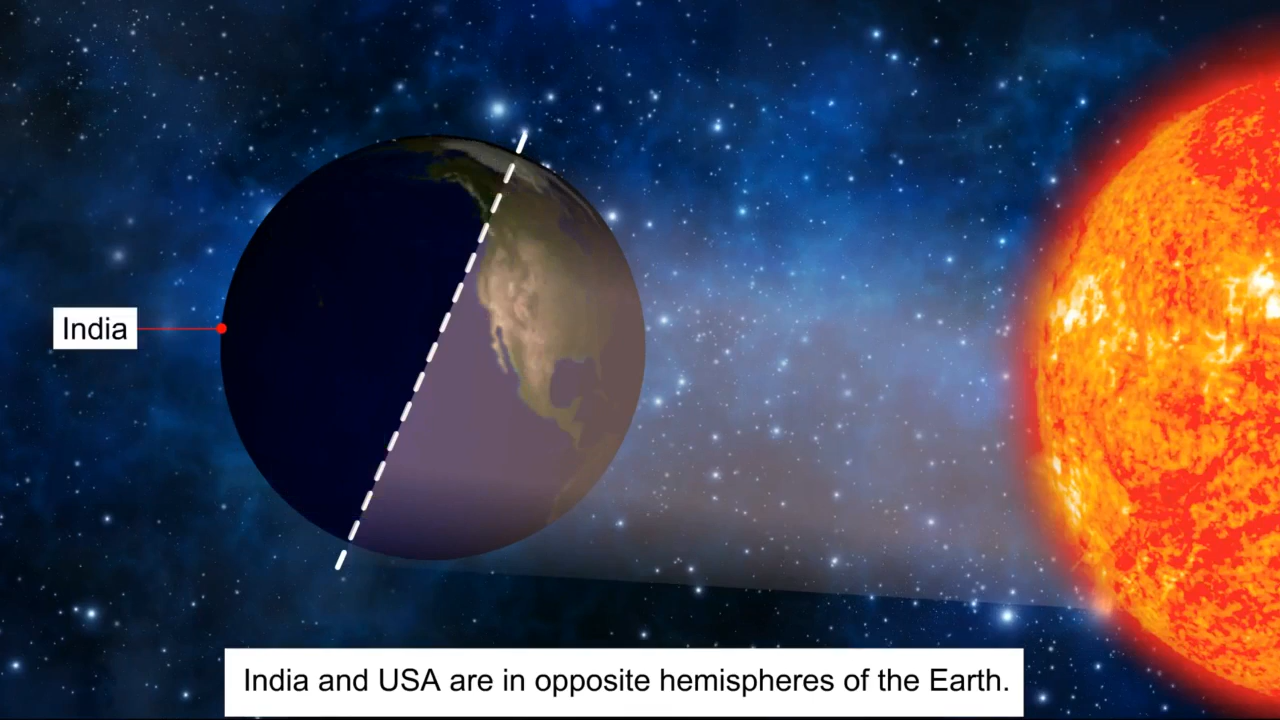 India
India and USA are in opposite hemispheres of the Earth.